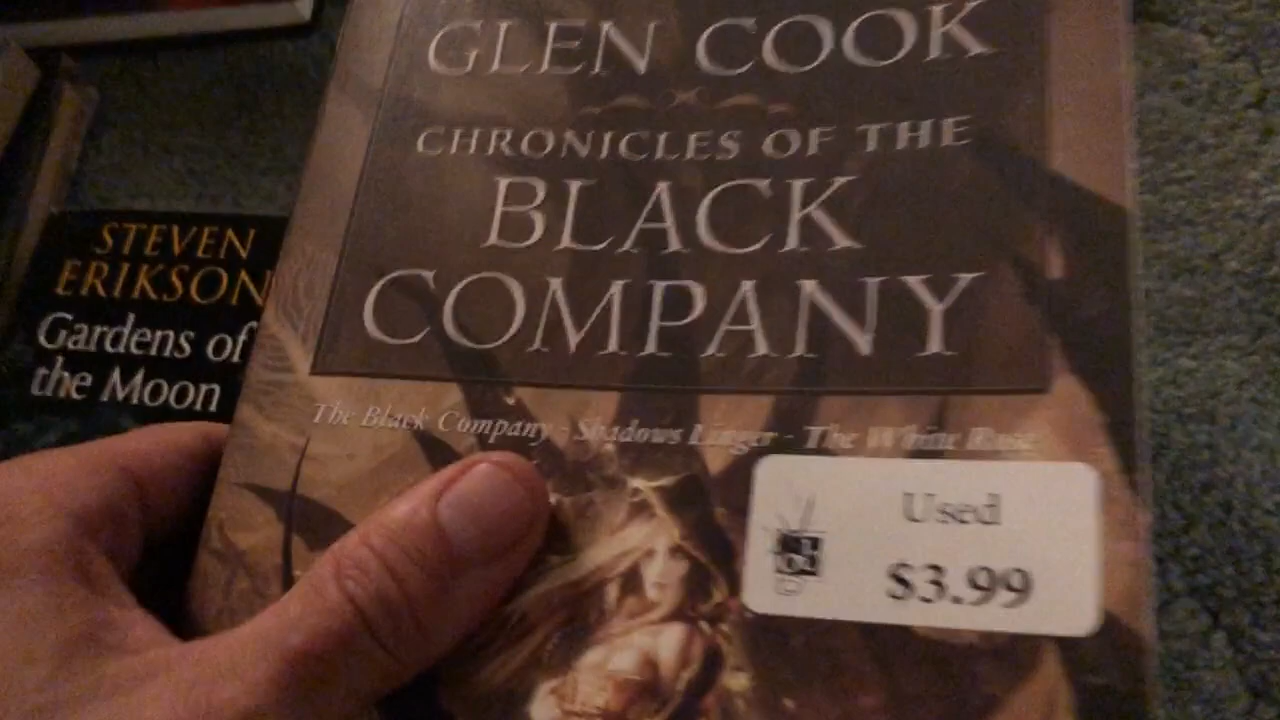 GLEN COOK
CHRONICLES OF THE
BLACK
COMPANY
The Black Company - Shadows Linger - The White Rose
Used
$3.99
STEVEN
ERIKSON
Gardens of
the Moon